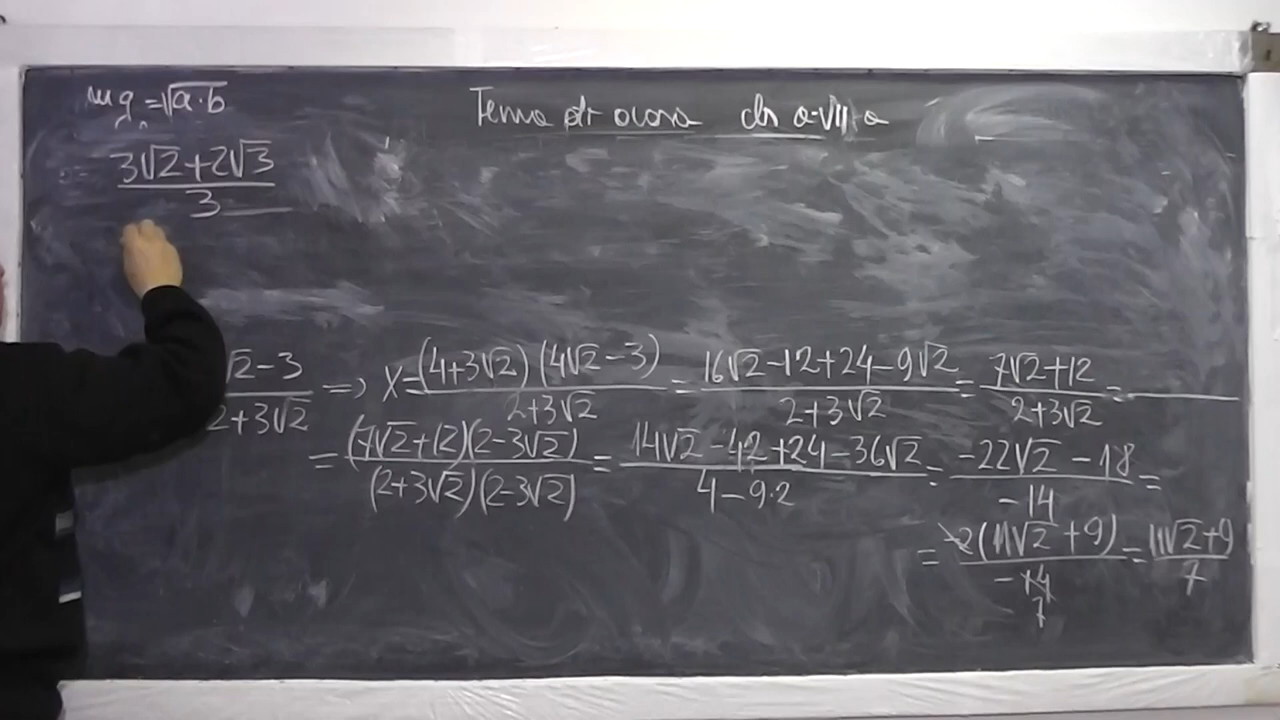 mg = √a·b
Tema de acasă cls a-VII-a
= 3√2+2√3 / 3
√2-3 / 2+3√2 => X= (4+3√2)(4√2-3) / 2+3√2 = 16√2-12+24-9√2 / 2+3√2 = 7√2+12 / 2+3√2 =
= (7√2+12)(2-3√2) / (2+3√2)(2-3√2) = 14√2-42+24-36√2 / 4-9·2 = -22√2-18 / -14 =
= -2(11√2+9) / -14 7 = 11√2+9 / 7